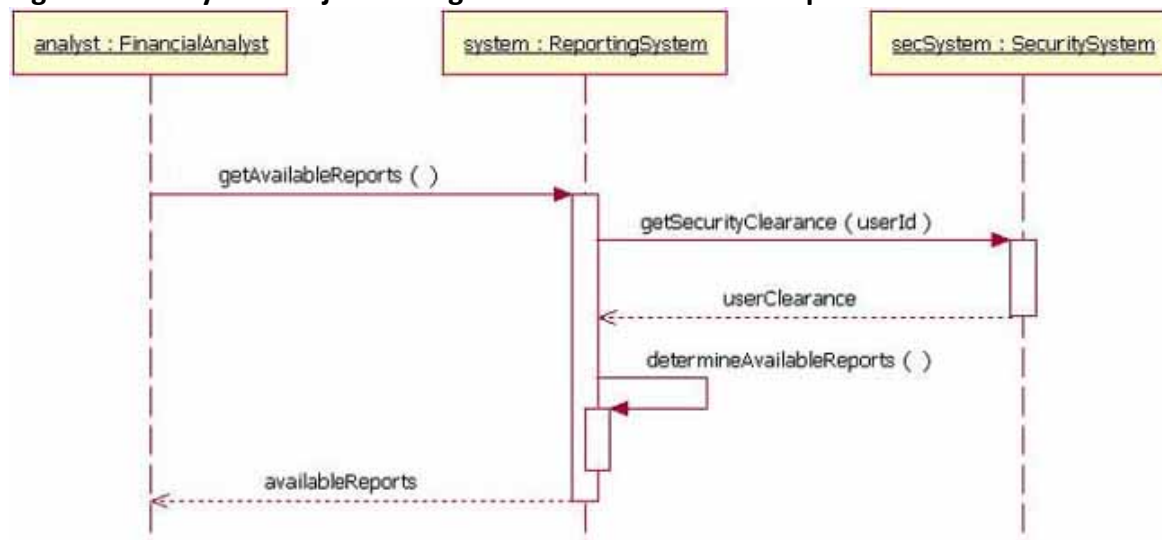 analyst : FinancialAnalyst
system : ReportingSystem
secSystem : SecuritySystem
getAvailableReports ( )
getSecurityClearance ( userId )
userClearance
determineAvailableReports ( )
availableReports